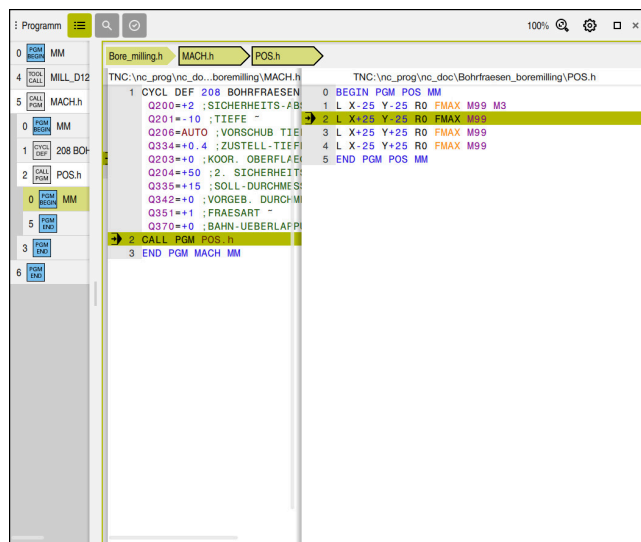 Programm
100%
Bore_milling.h MACH.h POS.h
0 PGM BEGIN MM
4 TOOL CALL MILL_D12
5 CALL PGM MACH.h
0 PGM BEGIN MM
1 CYCL DEF 208 BOH
2 CALL PGM POS.h
0 PGM BEGIN MM
5 PGM END
3 PGM END
6 PGM END
TNC:\nc_prog\nc_do...boremilling\MACH.h
1 CYCL DEF 208 BOHRFRAESEN
Q200=+2 ;SICHERHEITS-ABS
Q201=-10 ;TIEFE ~
Q206=AUTO ;VORSCHUB TIE
Q334=+0.4 ;ZUSTELL-TIEF
Q203=+0 ;KOOR. OBERFLAE
Q204=+50 ;2. SICHERHEIT
Q335=+15 ;SOLL-DURCHMES
Q342=+0 ;VORGEB. DURCHM
Q351=+1 ;FRAESART ~
Q370=+0 ;BAHN-UEBERLAPP
2 CALL PGM POS.h
3 END PGM MACH MM
TNC:\nc_prog\nc_doc\Bohrfraesen_boremilling\POS.h
0 BEGIN PGM POS MM
1 L X-25 Y-25 R0 FMAX M99 M3
2 L X+25 Y-25 R0 FMAX M99
3 L X+25 Y+25 R0 FMAX M99
4 L X-25 Y+25 R0 FMAX M99
5 END PGM POS MM